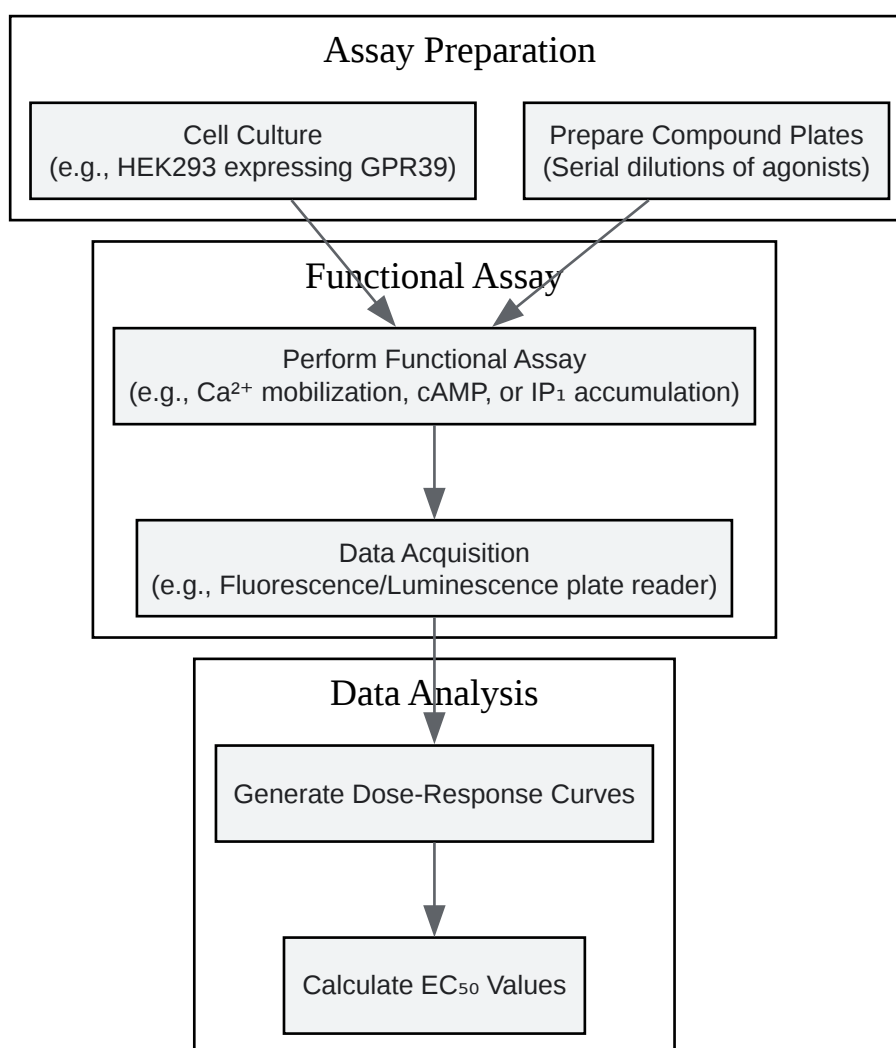 Assay Preparation
Cell Culture
(e.g., HEK293 expressing GPR39)
Prepare Compound Plates
(Serial dilutions of agonists)
Functional Assay
Perform Functional Assay
(e.g., Ca²⁺ mobilization, cAMP, or IP₁ accumulation)
Data Acquisition
(e.g., Fluorescence/Luminescence plate reader)
Data Analysis
Generate Dose-Response Curves
Calculate EC₅₀ Values